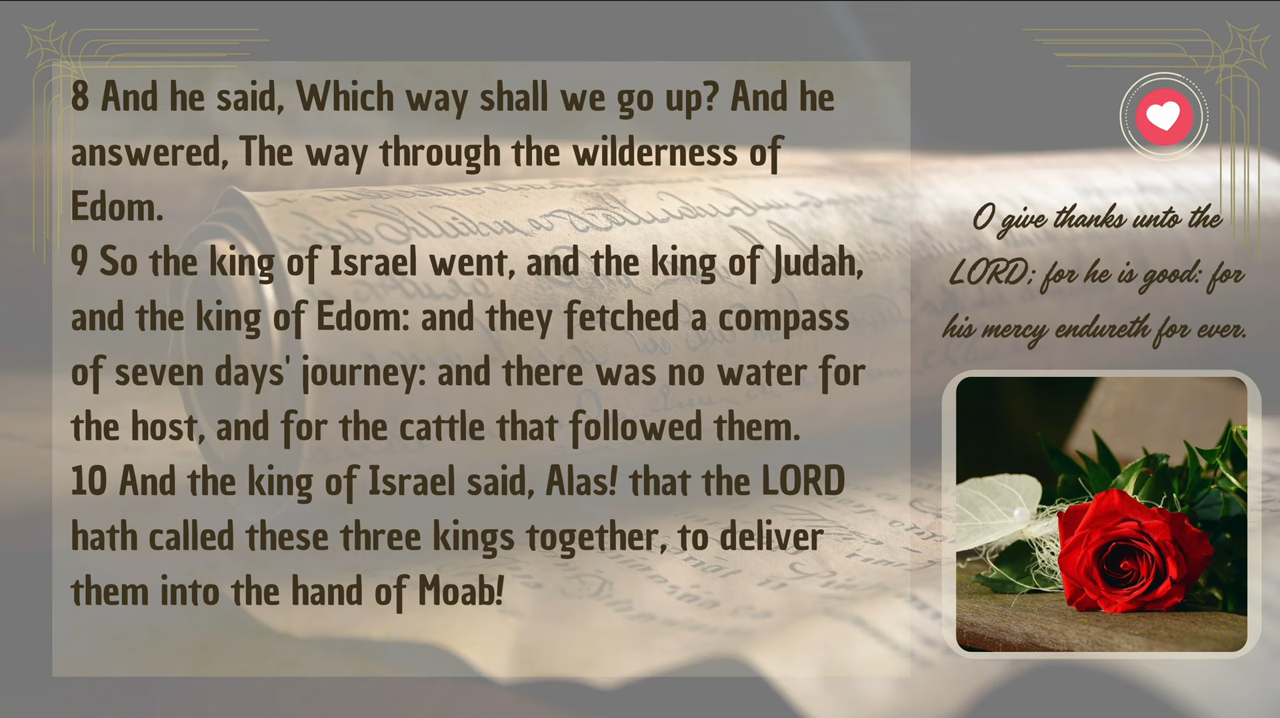 8 And he said, Which way shall we go up? And he
answered, The way through the wilderness of
Edom.
9 So the king of Israel went, and the king of Judah,
and the king of Edom: and they fetched a compass
of seven days' journey: and there was no water for
the host, and for the cattle that followed them.
10 And the king of Israel said, Alas! that the LORD
hath called these three kings together, to deliver
them into the hand of Moab!
O give thanks unto the
LORD; for he is good: for
his mercy endureth for ever.